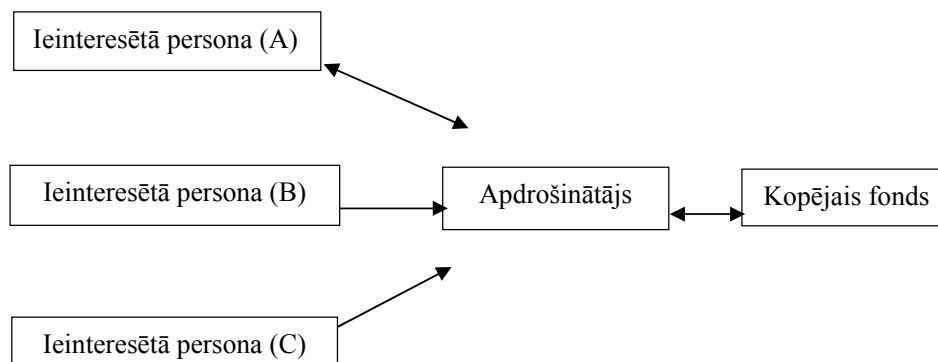 Ieinteresētā persona (A)
Ieinteresētā persona (B)
Apdrošinātājs
Kopējais fonds
Ieinteresētā persona (C)